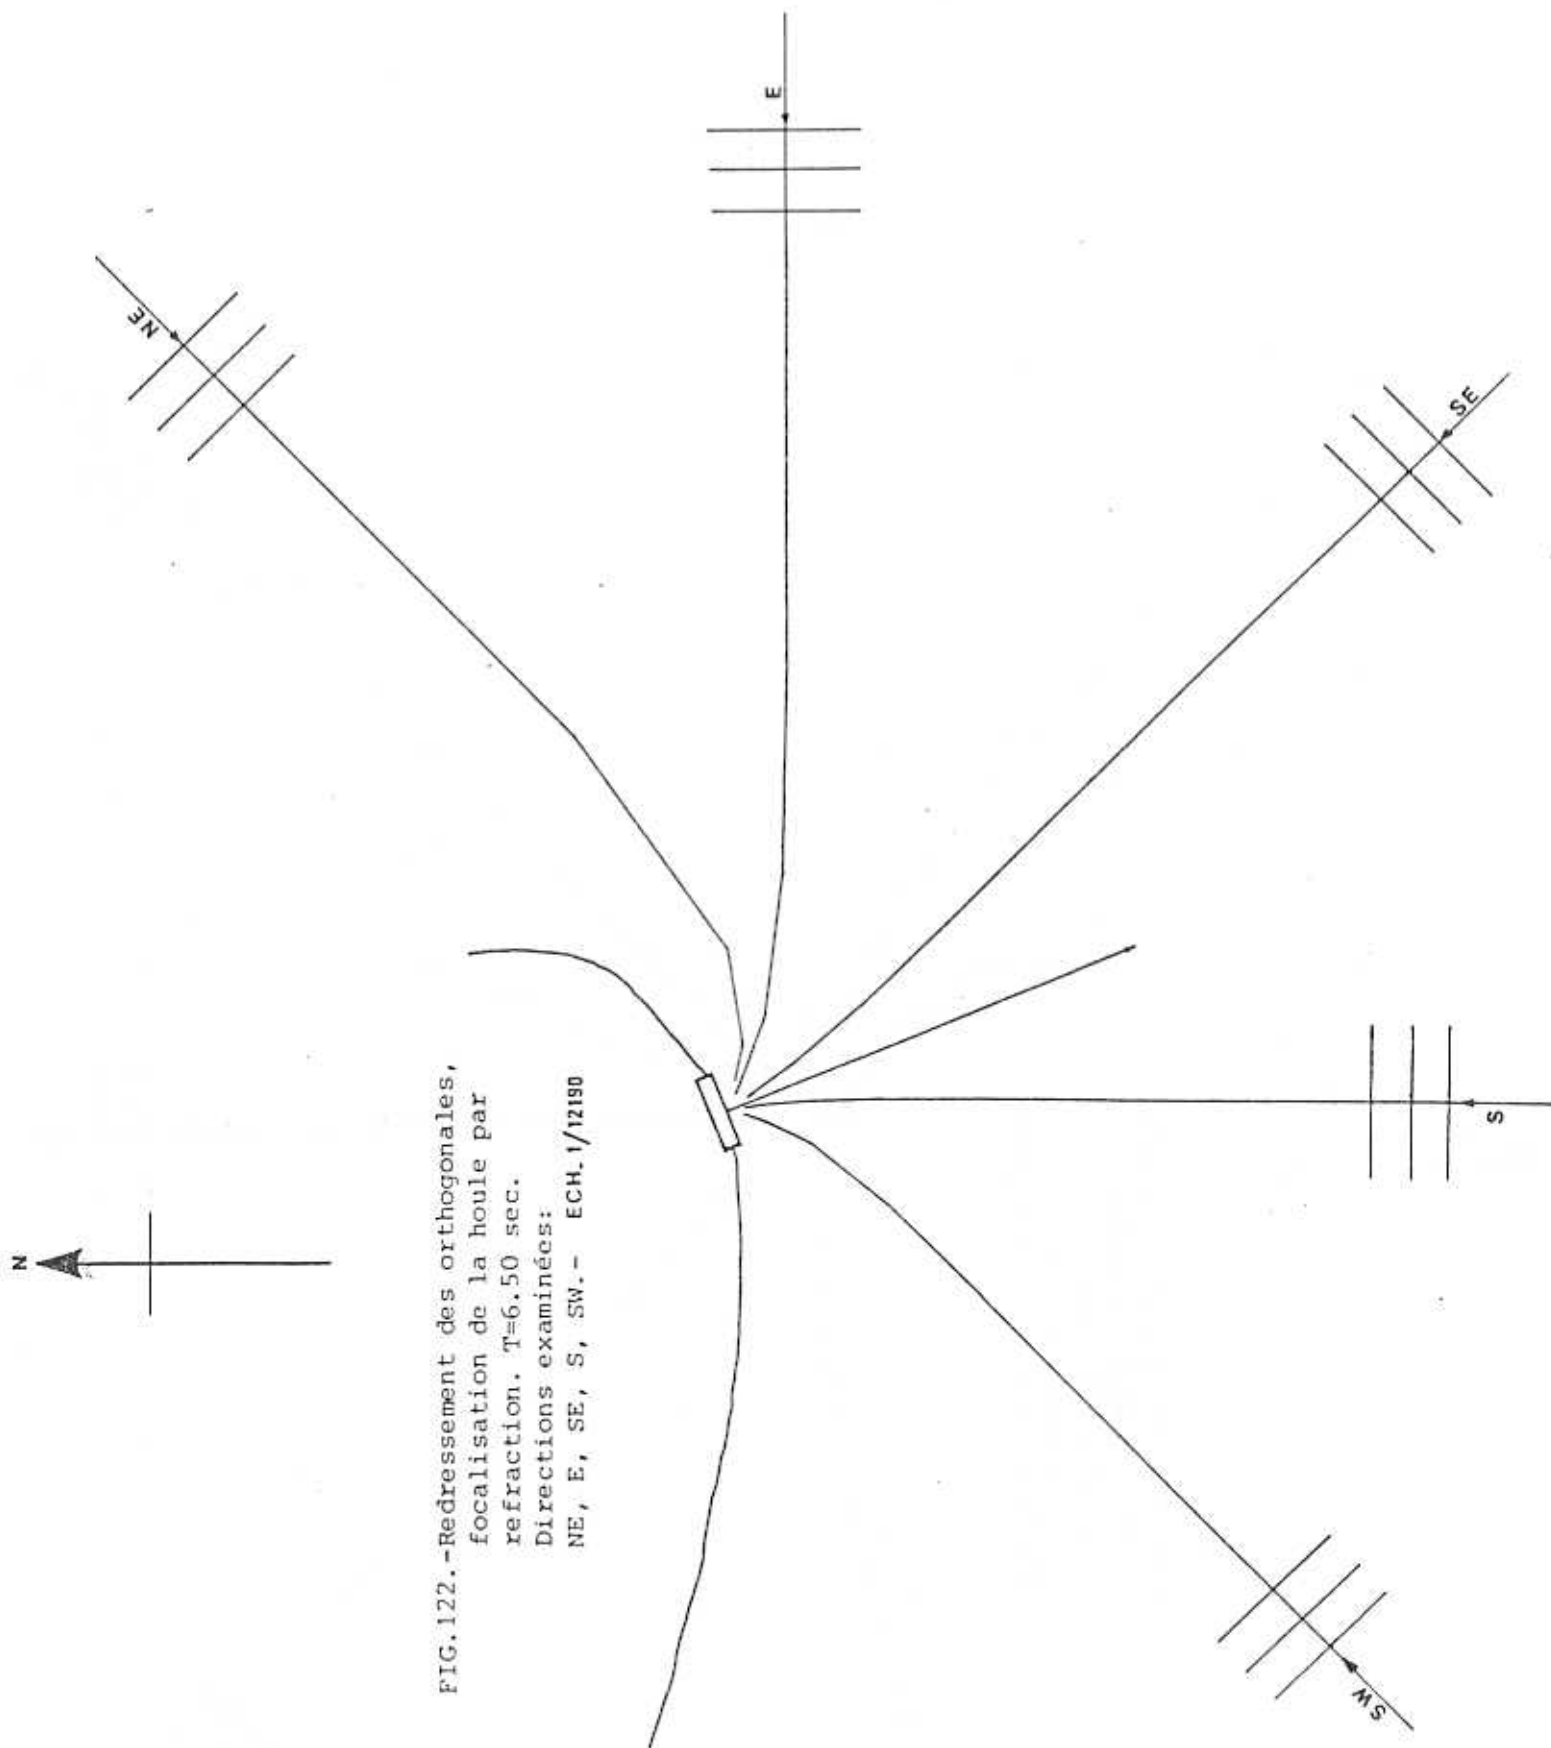 N
NE
E
SE
S
SW
FIG.122.-Redressement des orthogonales,
focalisation de la houle par
refraction. T=6.50 sec.
Directions examinées:
NE, E, SE, S, SW.- ECH.1/12190